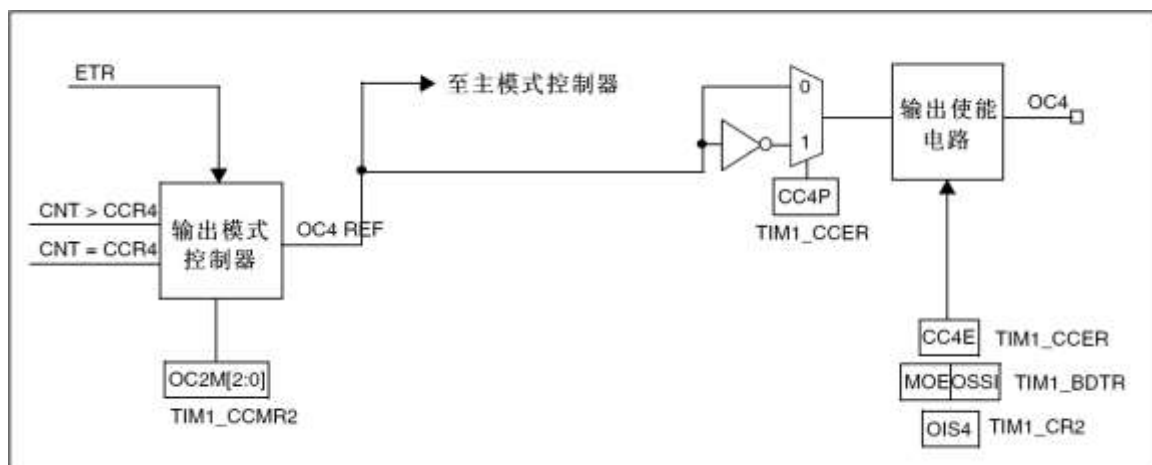 ETR
至主模式控制器
0
1
输出使能
电路
OC4
CC4P
TIM1_CCER
CNT > CCR4
CNT = CCR4
输出模式
控制器
OC4 REF
OC2M[2:0]
TIM1_CCMR2
CC4E
TIM1_CCER
MOE OSSI
TIM1_BDTR
OIS4
TIM1_CR2